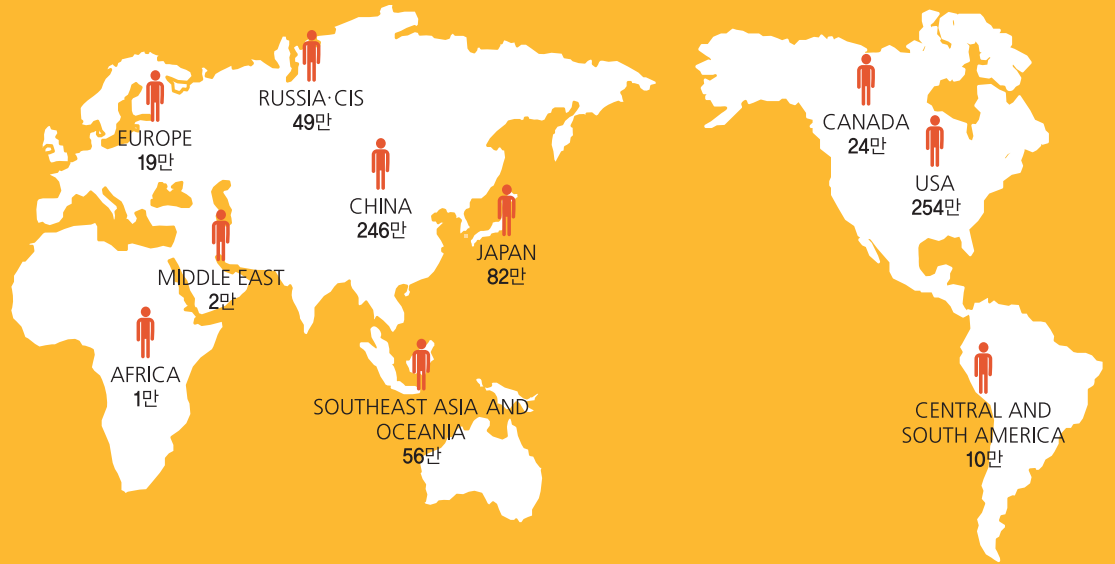 RUSSIA·CIS
49만
EUROPE
19만
CHINA
246만
JAPAN
82만
MIDDLE EAST
2만
AFRICA
1만
SOUTHEAST ASIA AND
OCEANIA
56만
CANADA
24만
USA
254만
CENTRAL AND
SOUTH AMERICA
10만